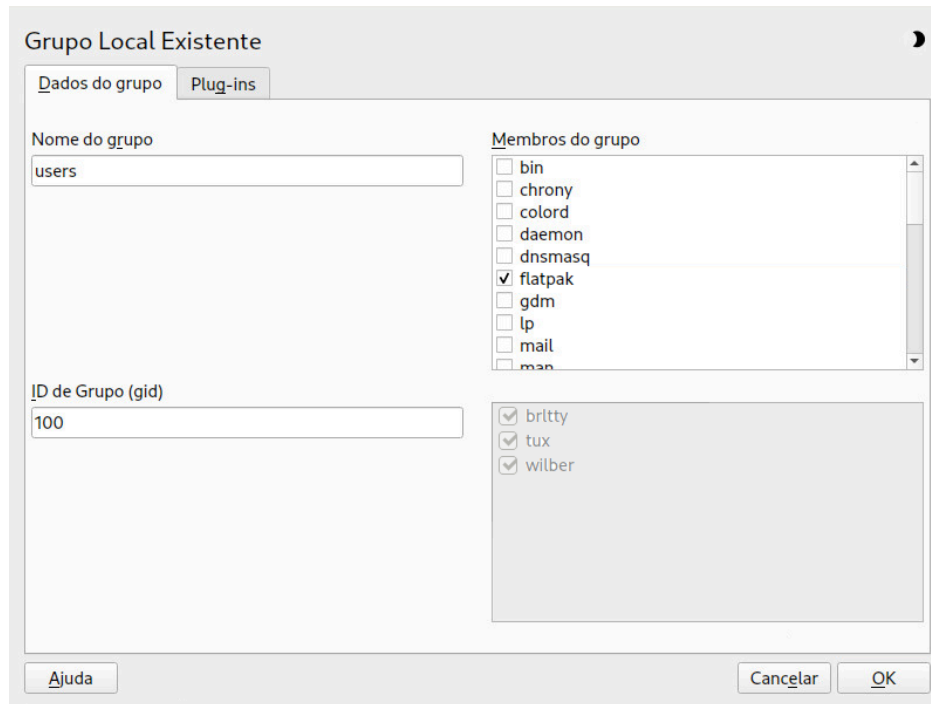 Grupo Local Existente
Dados do grupo
Plug-ins
Nome do grupo
users
Membros do grupo
bin
chrony
colord
daemon
dnsmasq
flatpak
gdm
lp
mail
man
ID de Grupo (gid)
100
brltty
tux
wilber
Ajuda
Cancelar
OK